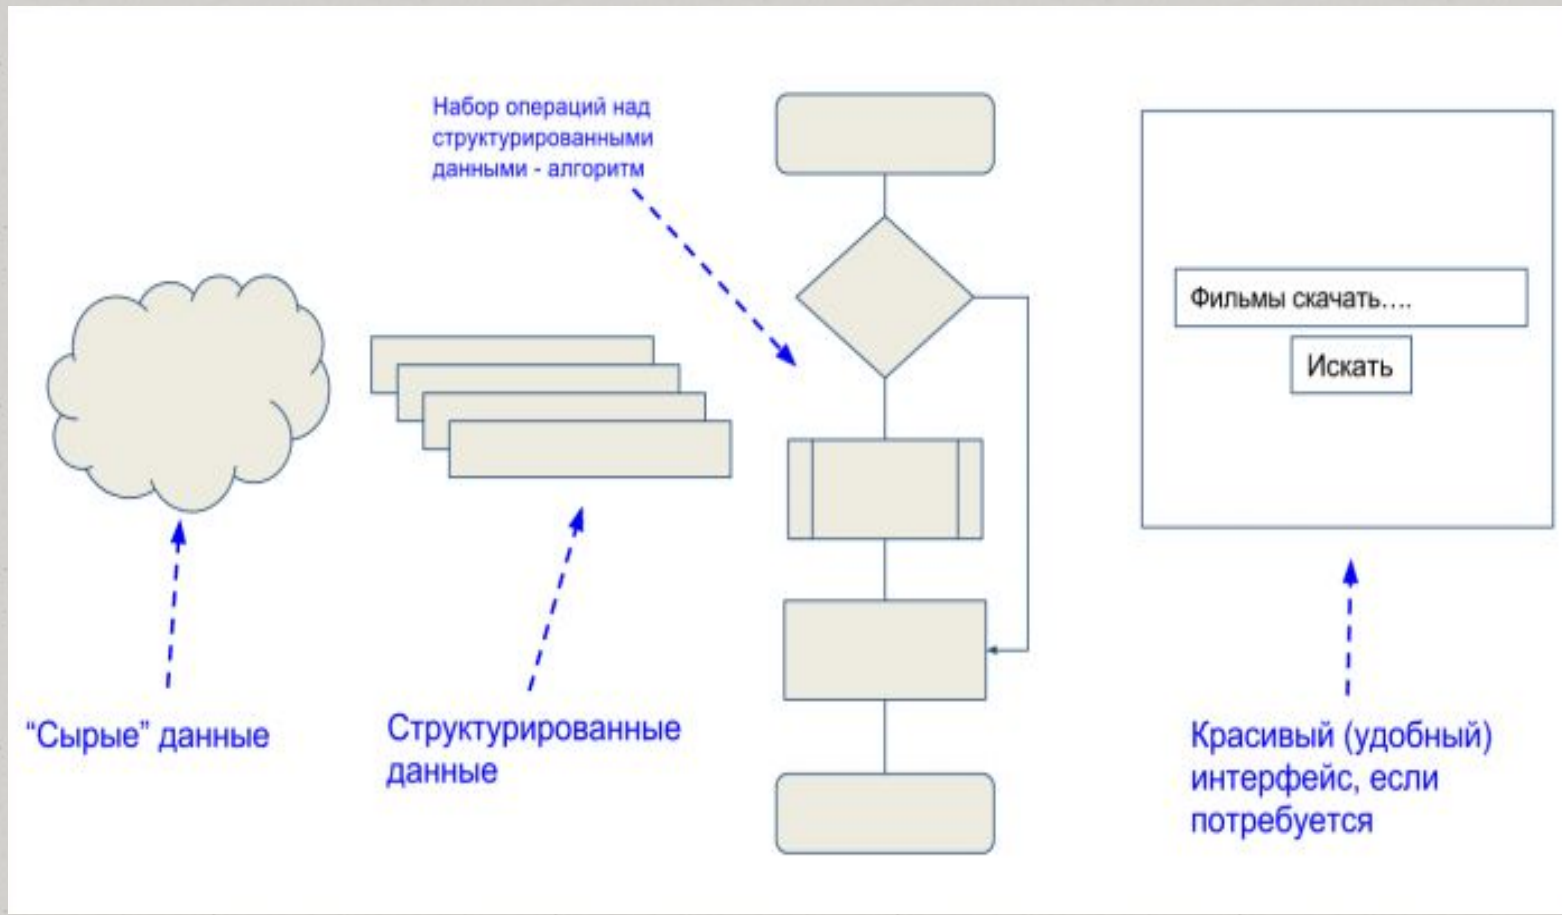 Набор операций над
структурированными
данными - алгоритм
Фильмы скачать....
Искать
“Сырые” данные
Структурированные
данные
Красивый (удобный)
интерфейс, если
потребуется